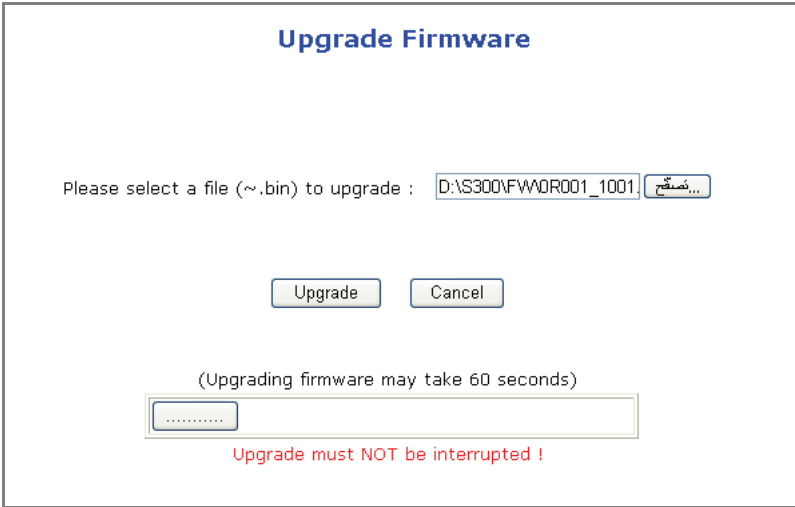 Upgrade Firmware
Please select a file (~.bin) to upgrade : D:\S300\FW\0R001_1001. تصفّح...
Upgrade Cancel
(Upgrading firmware may take 60 seconds)
...........
Upgrade must NOT be interrupted !